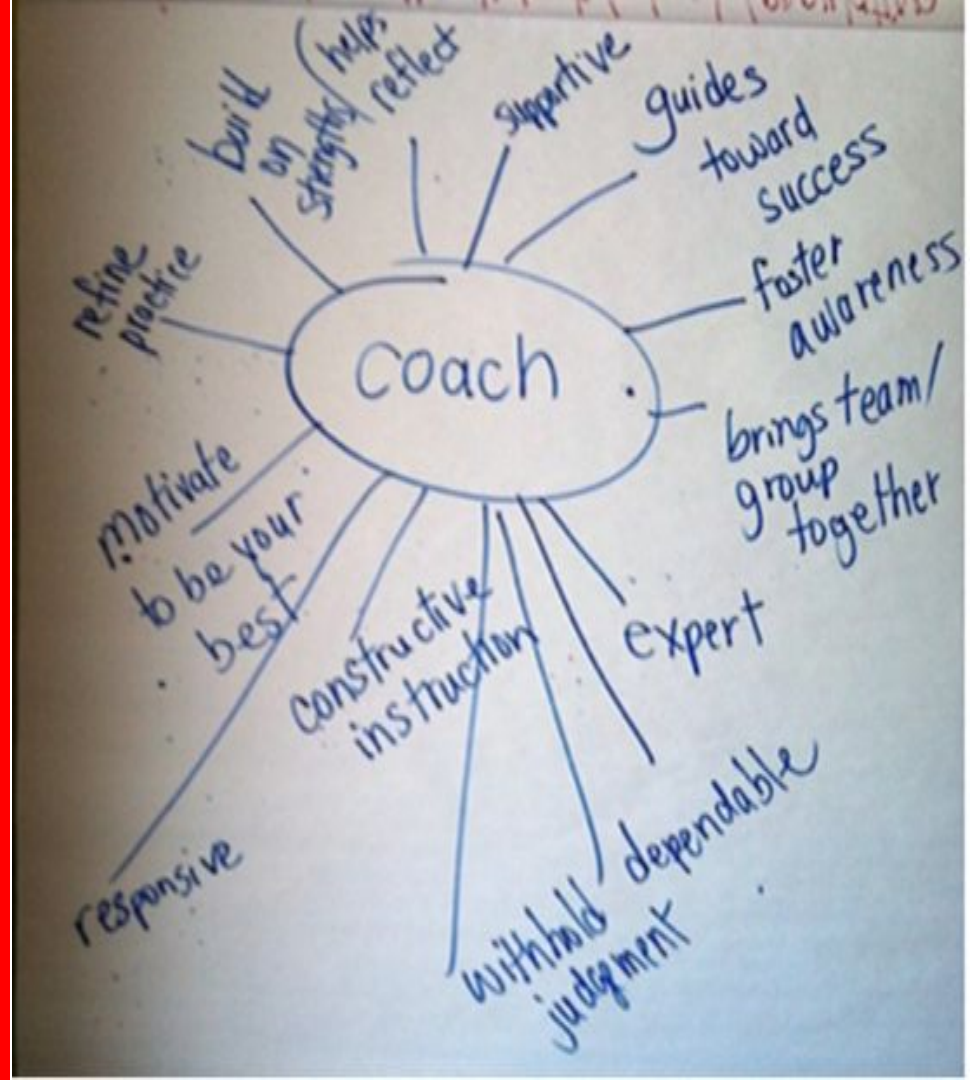 coach
supportive
guides
toward
success
foster
awareness
brings team/
group
together
expert
dependable
withhold
judgment
constructive
instruction
responsive
motivate
to be your
best
refine
practice
build
on
strengths/
(helps
reflect